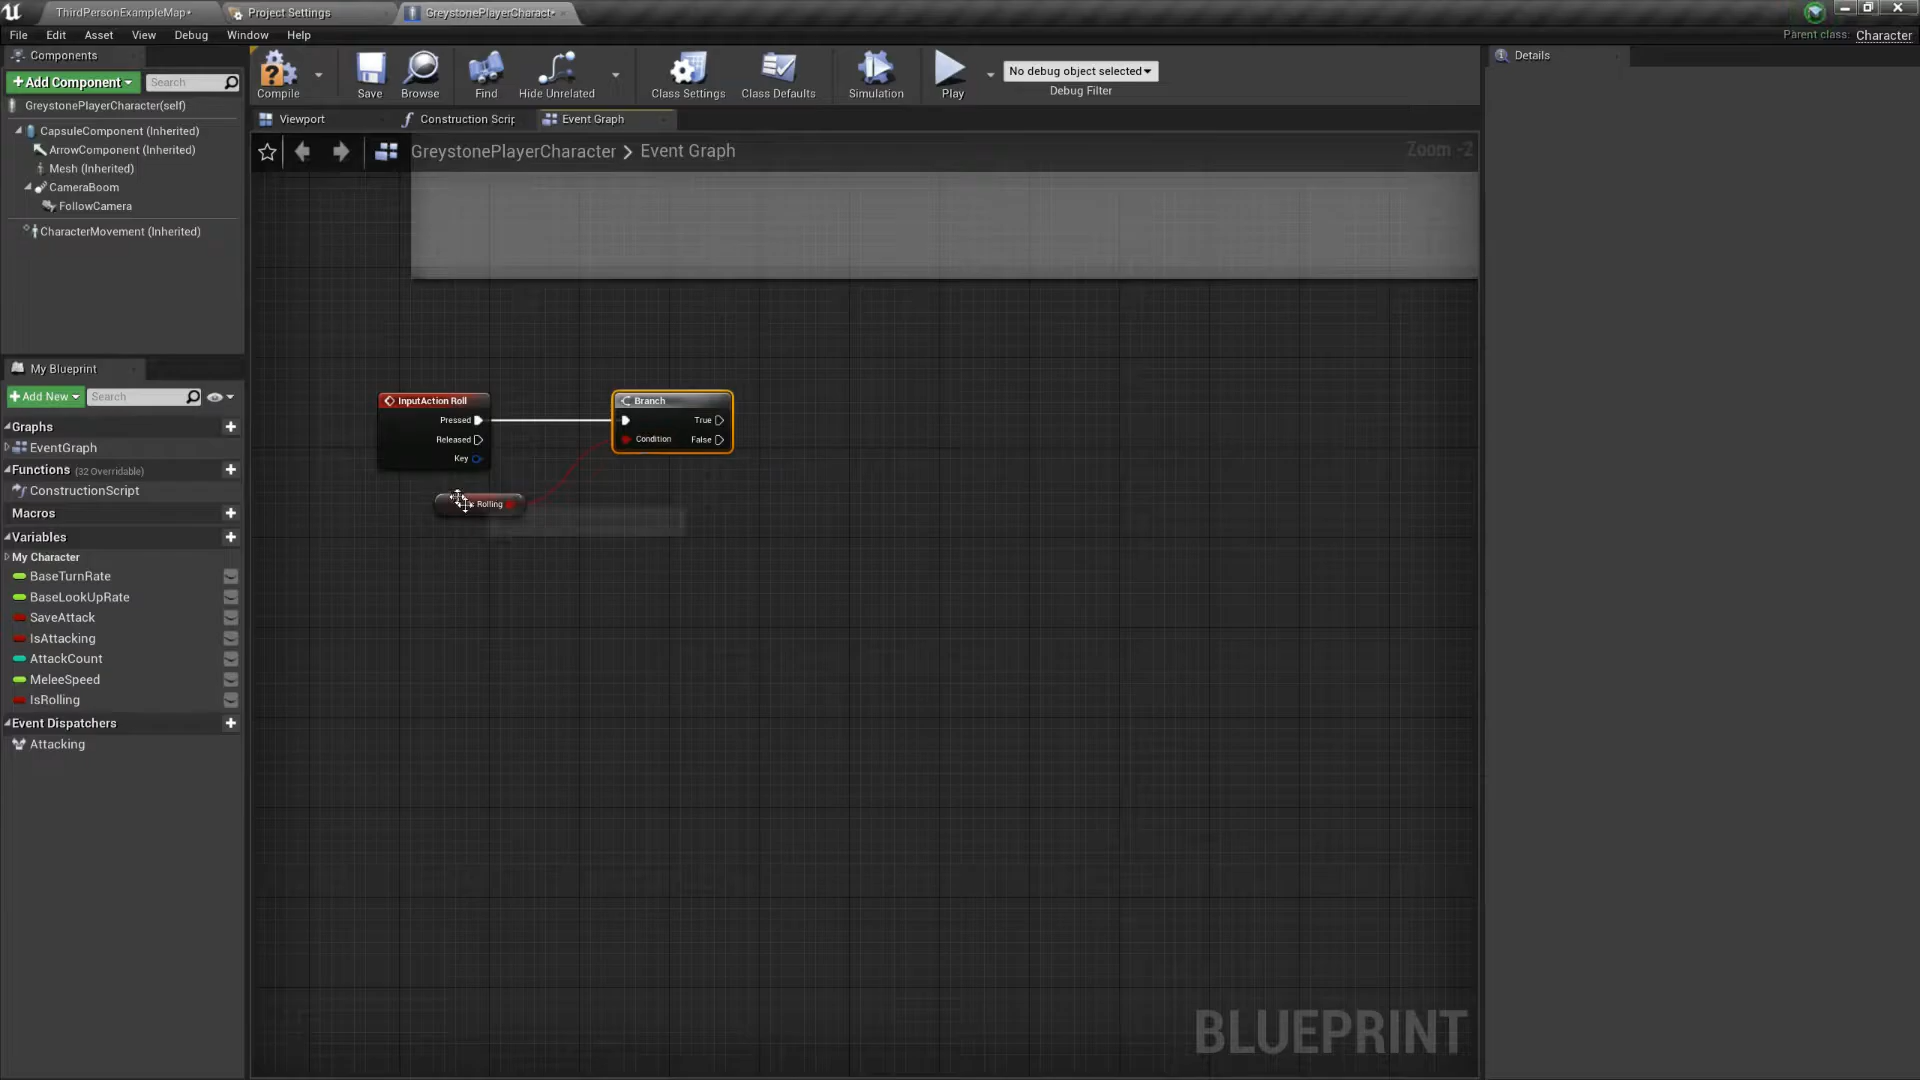 ThirdPersonExampleMap•
Project Settings
GreystonePlayerCharact•
File Edit Asset View Debug Window Help
Parent class: Character
Components
+Add Component
Search
GreystonePlayerCharacter(self)
CapsuleComponent (Inherited)
ArrowComponent (Inherited)
Mesh (Inherited)
CameraBoom
FollowCamera
CharacterMovement (Inherited)
Compile
Save
Browse
Find
Hide Unrelated
Class Settings
Class Defaults
Simulation
Play
No debug object selected
Debug Filter
Details
Viewport
Construction Scrip
Event Graph
GreystonePlayerCharacter > Event Graph
Zoom -2
My Blueprint
+Add New
Search
Graphs
EventGraph
Functions (32 Overridable)
ConstructionScript
Macros
Variables
My Character
BaseTurnRate
BaseLookUpRate
SaveAttack
IsAttacking
AttackCount
MeleeSpeed
IsRolling
Event Dispatchers
Attacking
InputAction Roll
Pressed
Released
Key
Branch
True
Condition
False
Rolling
BLUEPRINT